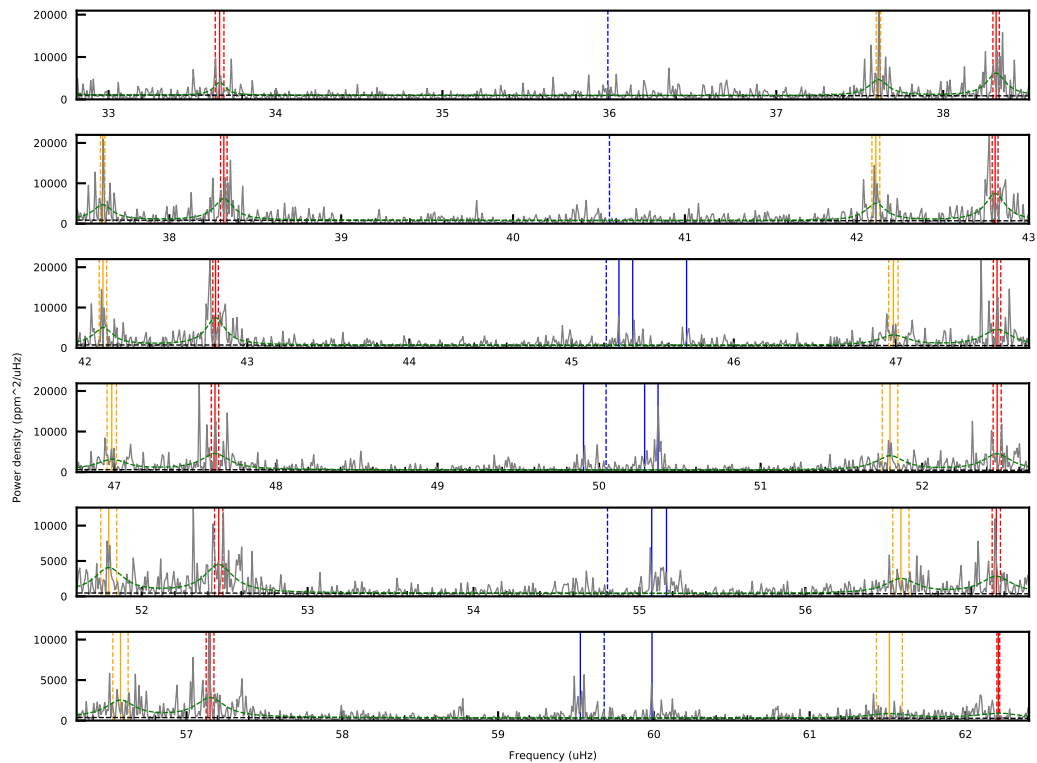 20000
10000
0
33 34 35 36 37 38
20000
10000
0
38 39 40 41 42 43
20000
10000
0
42 43 44 45 46 47
Power density (ppm^2/uHz)
20000
10000
0
47 48 49 50 51 52
10000
5000
0
52 53 54 55 56 57
10000
5000
0
57 58 59 60 61 62
Frequency (uHz)